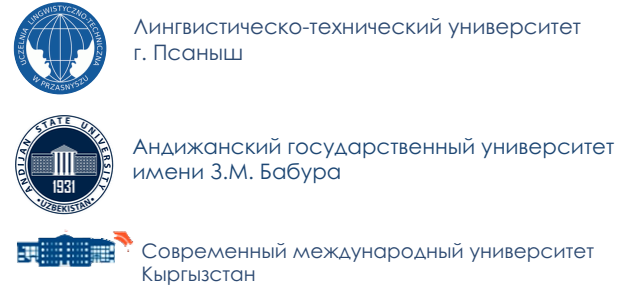 UCZELNIA LINGWISTYCZNO-TECHNICZNA
W PRZASNYSZU
Лингвистическо-технический университет
г. Псаныш
ANDIJAN STATE UNIVERSITY
1931
•UZBEKISTAN•
Андижанский государственный университет
имени З.М. Бабура
Современный международный университет
Кыргызстан